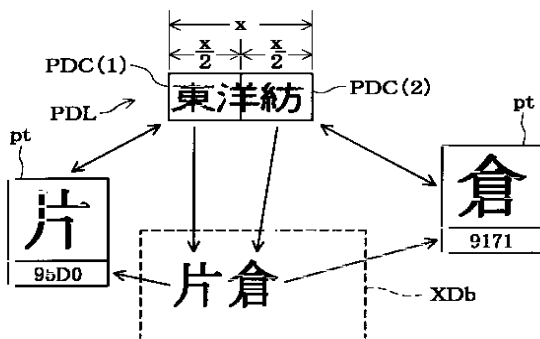 x
x/2 x/2
PDC(1)
東洋紡
PDC(2)
PDL
pt
pt
片
倉
95D0
9171
片倉
XDb